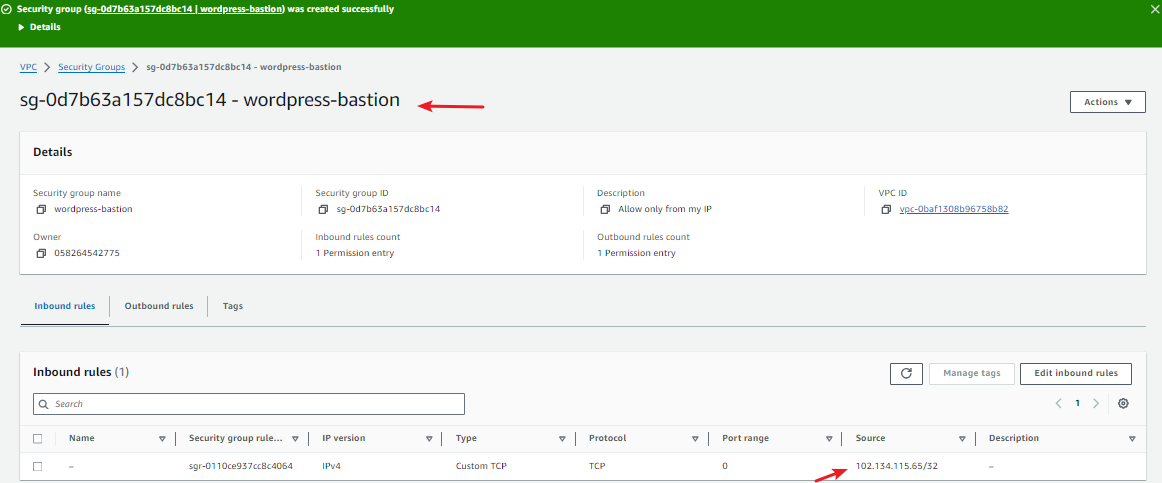 Security group (sg-0d7b63a157dc8bc14 | wordpress-bastion) was created successfully
Details
VPC > Security Groups > sg-0d7b63a157dc8bc14 - wordpress-bastion
sg-0d7b63a157dc8bc14 - wordpress-bastion
Actions
Details
Security group name Security group ID Description VPC ID
wordpress-bastion sg-0d7b63a157dc8bc14 Allow only from my IP vpc-0baf1308b96758b82
Owner Inbound rules count Outbound rules count
058264542775 1 Permission entry 1 Permission entry
Inbound rules Outbound rules Tags
Inbound rules (1) Manage tags Edit inbound rules
Search 1
Name Security group rule... IP version Type Protocol Port range Source Description
– sgr-0110ce937cc8c4064 IPv4 Custom TCP TCP 0 102.134.115.65/32 –